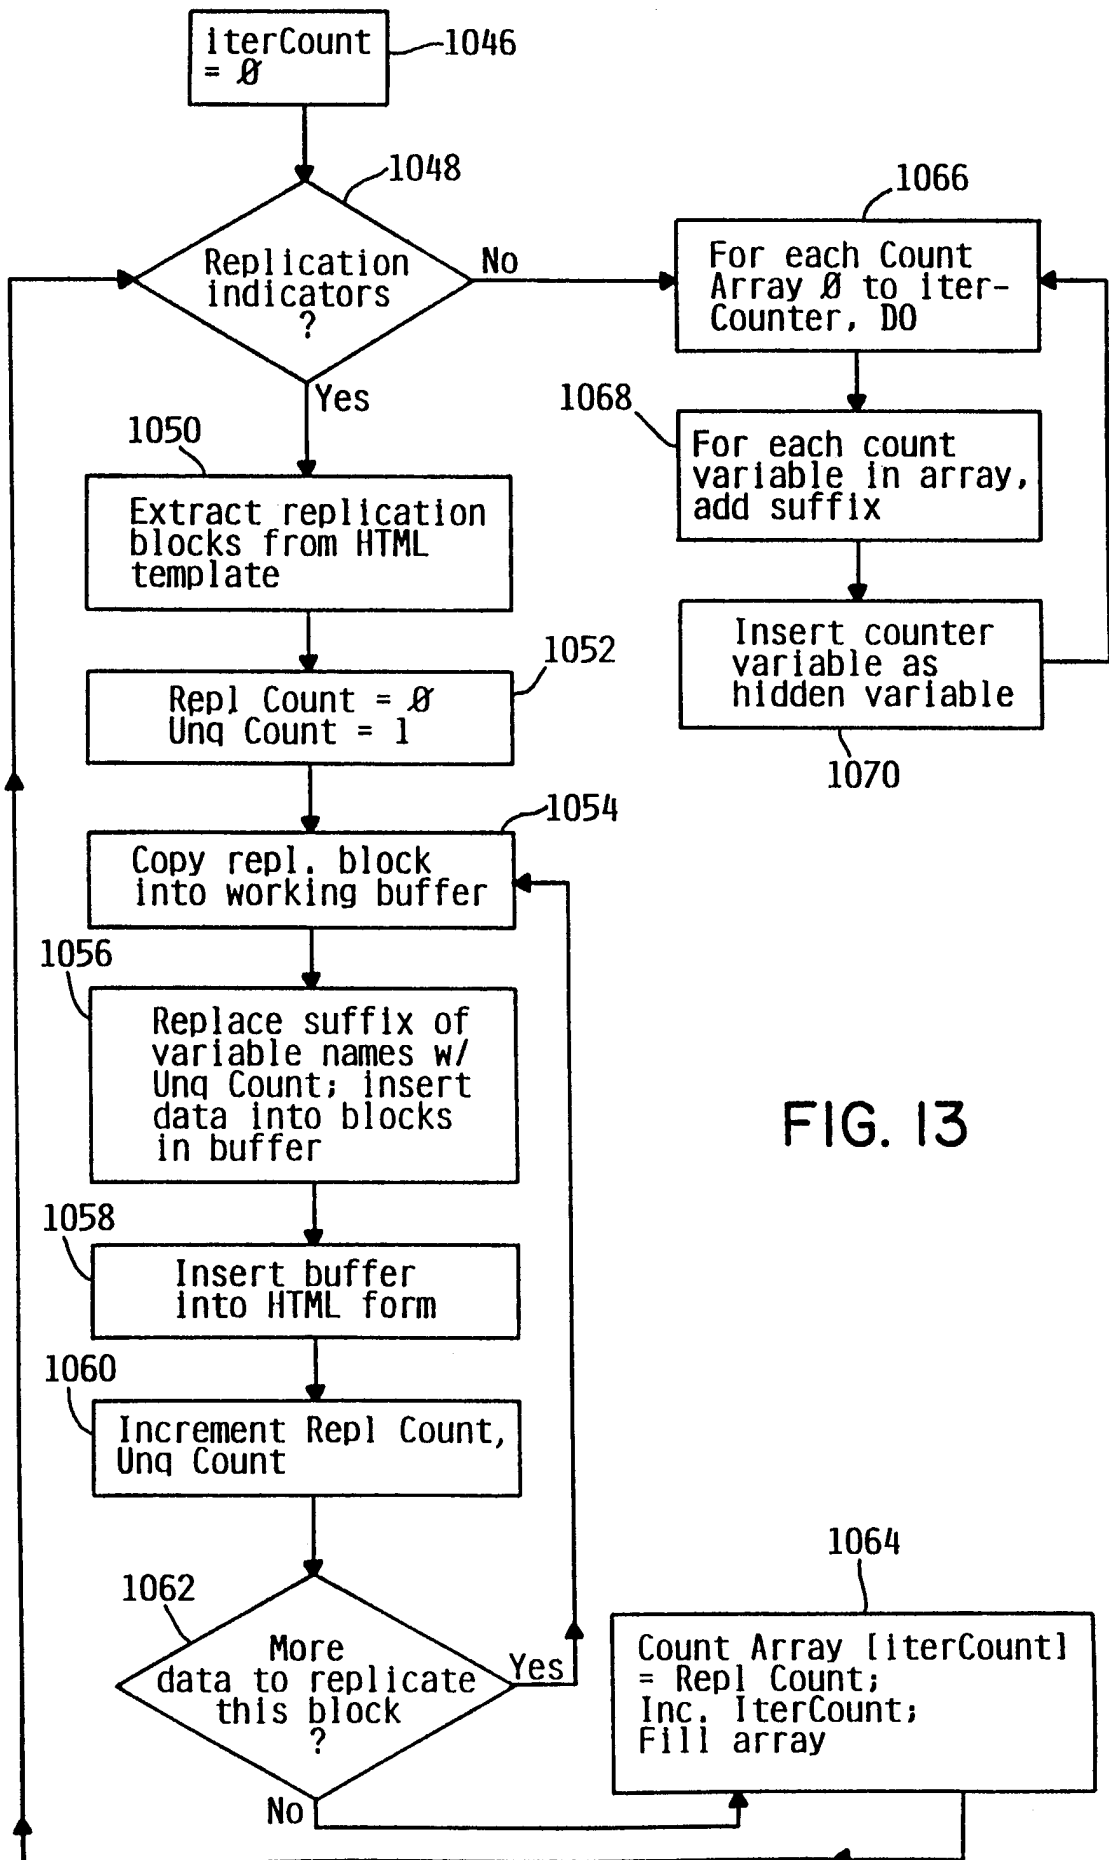 iterCount
= Ø
1046
1048
Replication
indicators
?
No
Yes
1066
For each Count
Array Ø to iter-
Counter, DO
1068
For each count
variable in array,
add suffix
Insert counter
variable as
hidden variable
1070
1050
Extract replication
blocks from HTML
template
1052
Repl Count = Ø
Unq Count = 1
1054
Copy repl. block
into working buffer
1056
Replace suffix of
variable names w/
Unq Count; insert
data into blocks
in buffer
FIG. 13
1058
Insert buffer
into HTML form
1060
Increment Repl Count,
Unq Count
1062
More
data to replicate
this block
?
Yes
No
1064
Count Array [iterCount]
= Repl Count;
Inc. IterCount;
Fill array